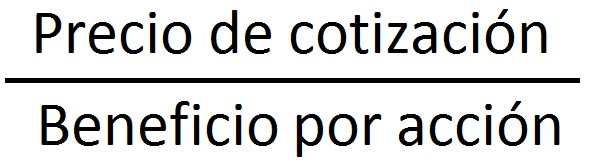 Precio de cotización
Beneficio por acción